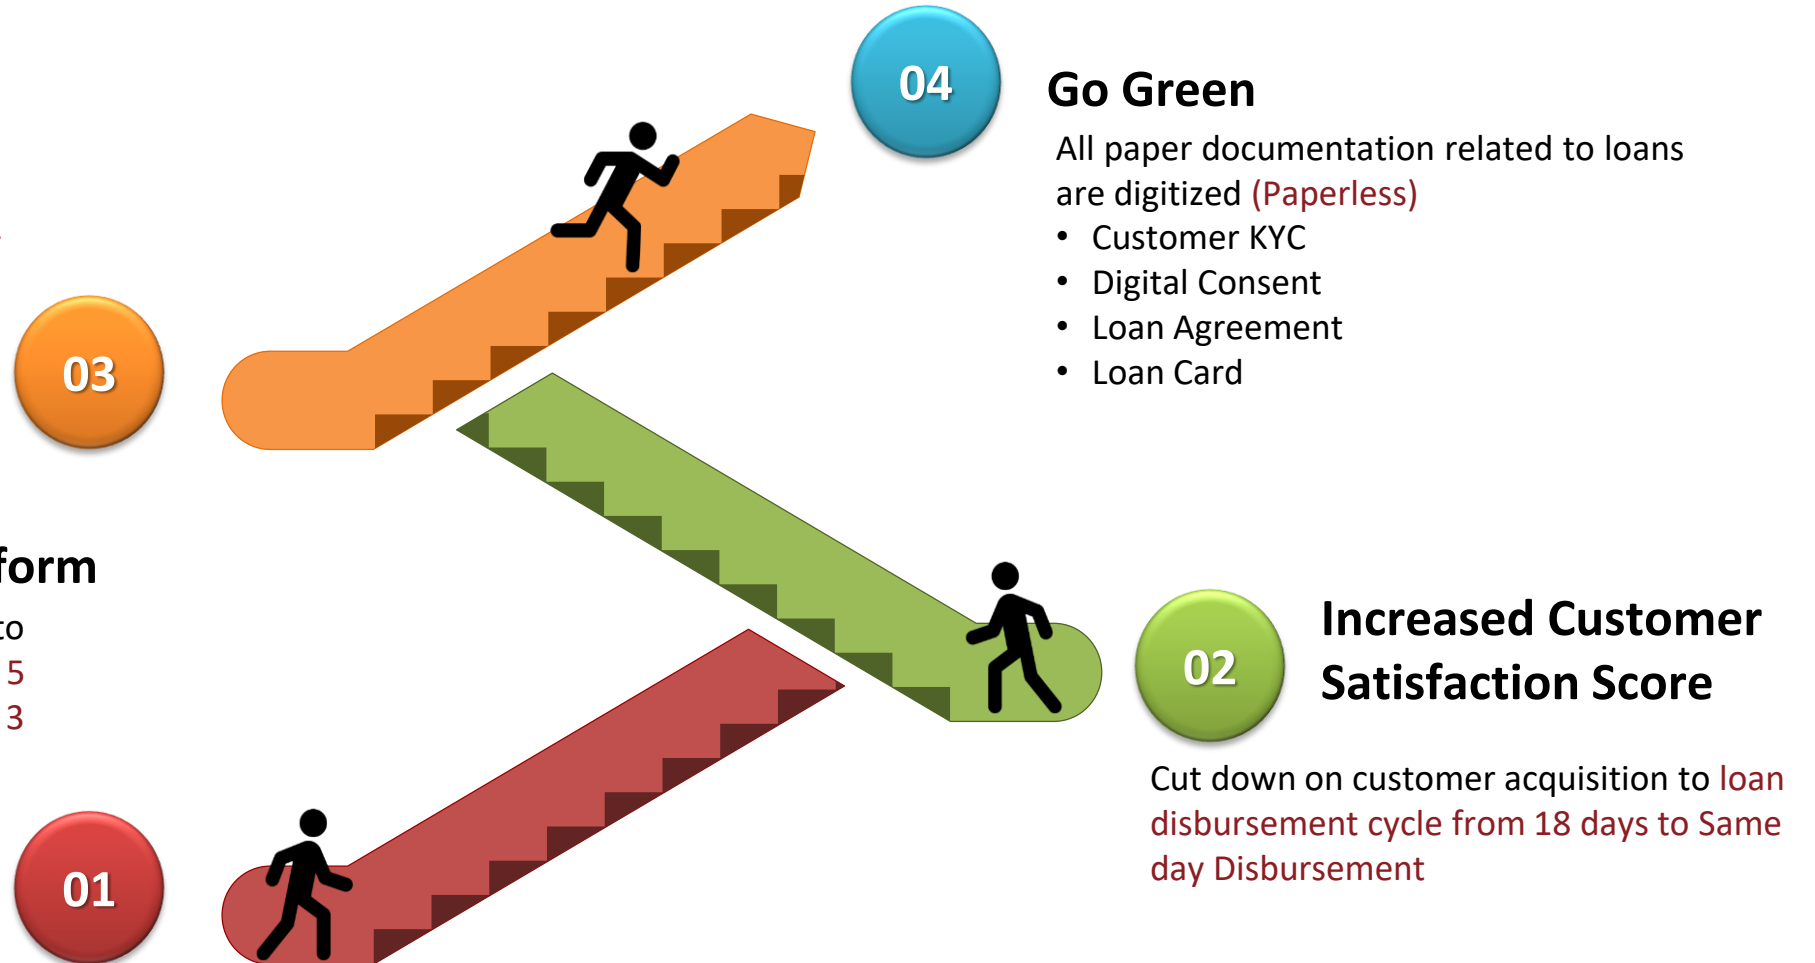 04
Go Green
All paper documentation related to loans
are digitized (Paperless)
• Customer KYC
• Digital Consent
• Loan Agreement
• Loan Card
03
form
to
5
3
02
Increased Customer
Satisfaction Score
Cut down on customer acquisition to loan
disbursement cycle from 18 days to Same
day Disbursement
01